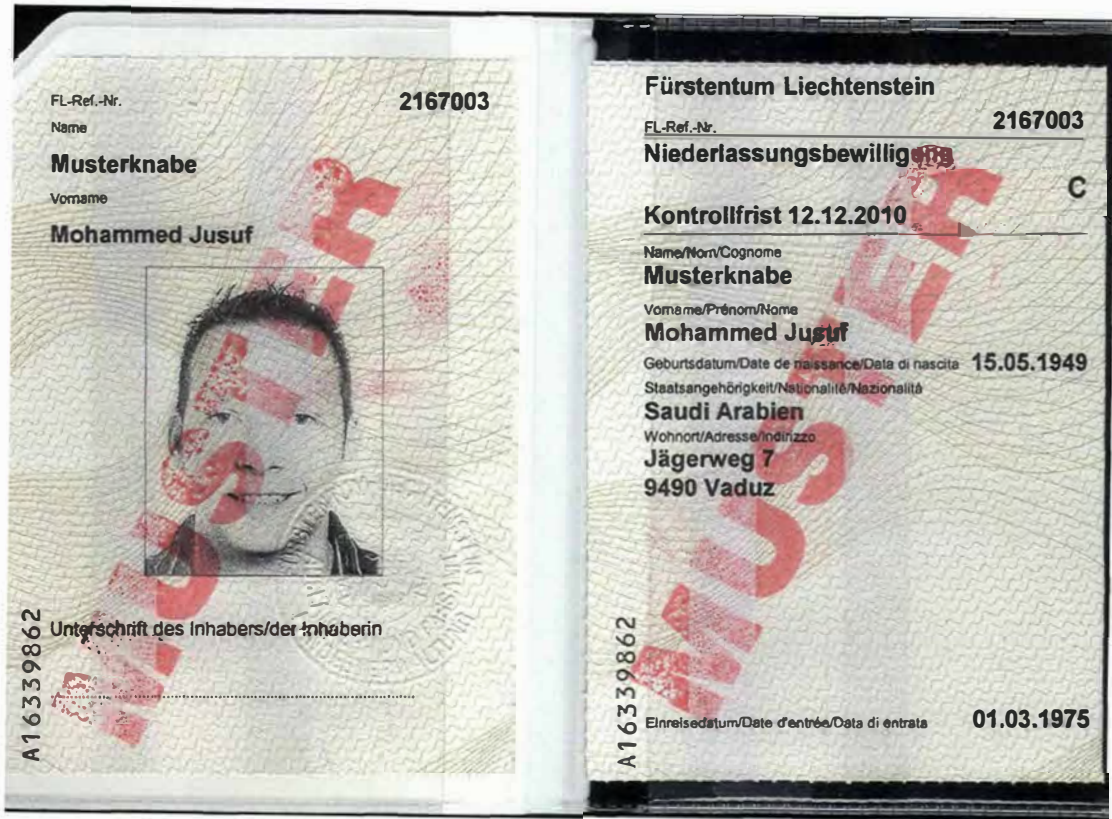 FL-Ref.-Nr. 2167003
Name
Musterknabe
Vorname
Mohammed Jusuf
MUSTER
Unterschrift des Inhabers/der Inhaberin
A16339862
Fürstentum Liechtenstein
FL-Ref.-Nr. 2167003
Niederlassungsbewilligung
C
Kontrollfrist 12.12.2010
Name/Nom/Cognome
Musterknabe
Vorname/Prénom/Nome
Mohammed Jusuf
Geburtsdatum/Date de naissance/Data di nascita 15.05.1949
Staatsangehörigkeit/Nationalité/Nazionalità
Saudi Arabien
Wohnort/Adresse/Indirizzo
Jägerweg 7
9490 Vaduz
MUSTER
A16339862
Einreisedatum/Date d'entrée/Data di entrata 01.03.1975